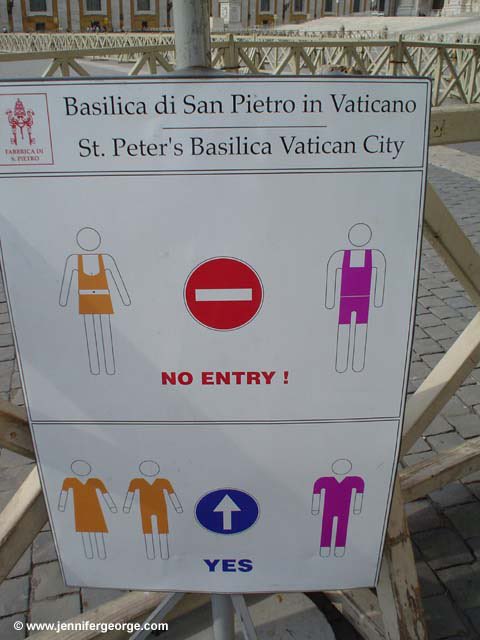 Basilica di San Pietro in Vaticano
St. Peter's Basilica Vatican City
FABBRICA DI
S. PIETRO
NO ENTRY !
YES
© www.jennifergeorge.com